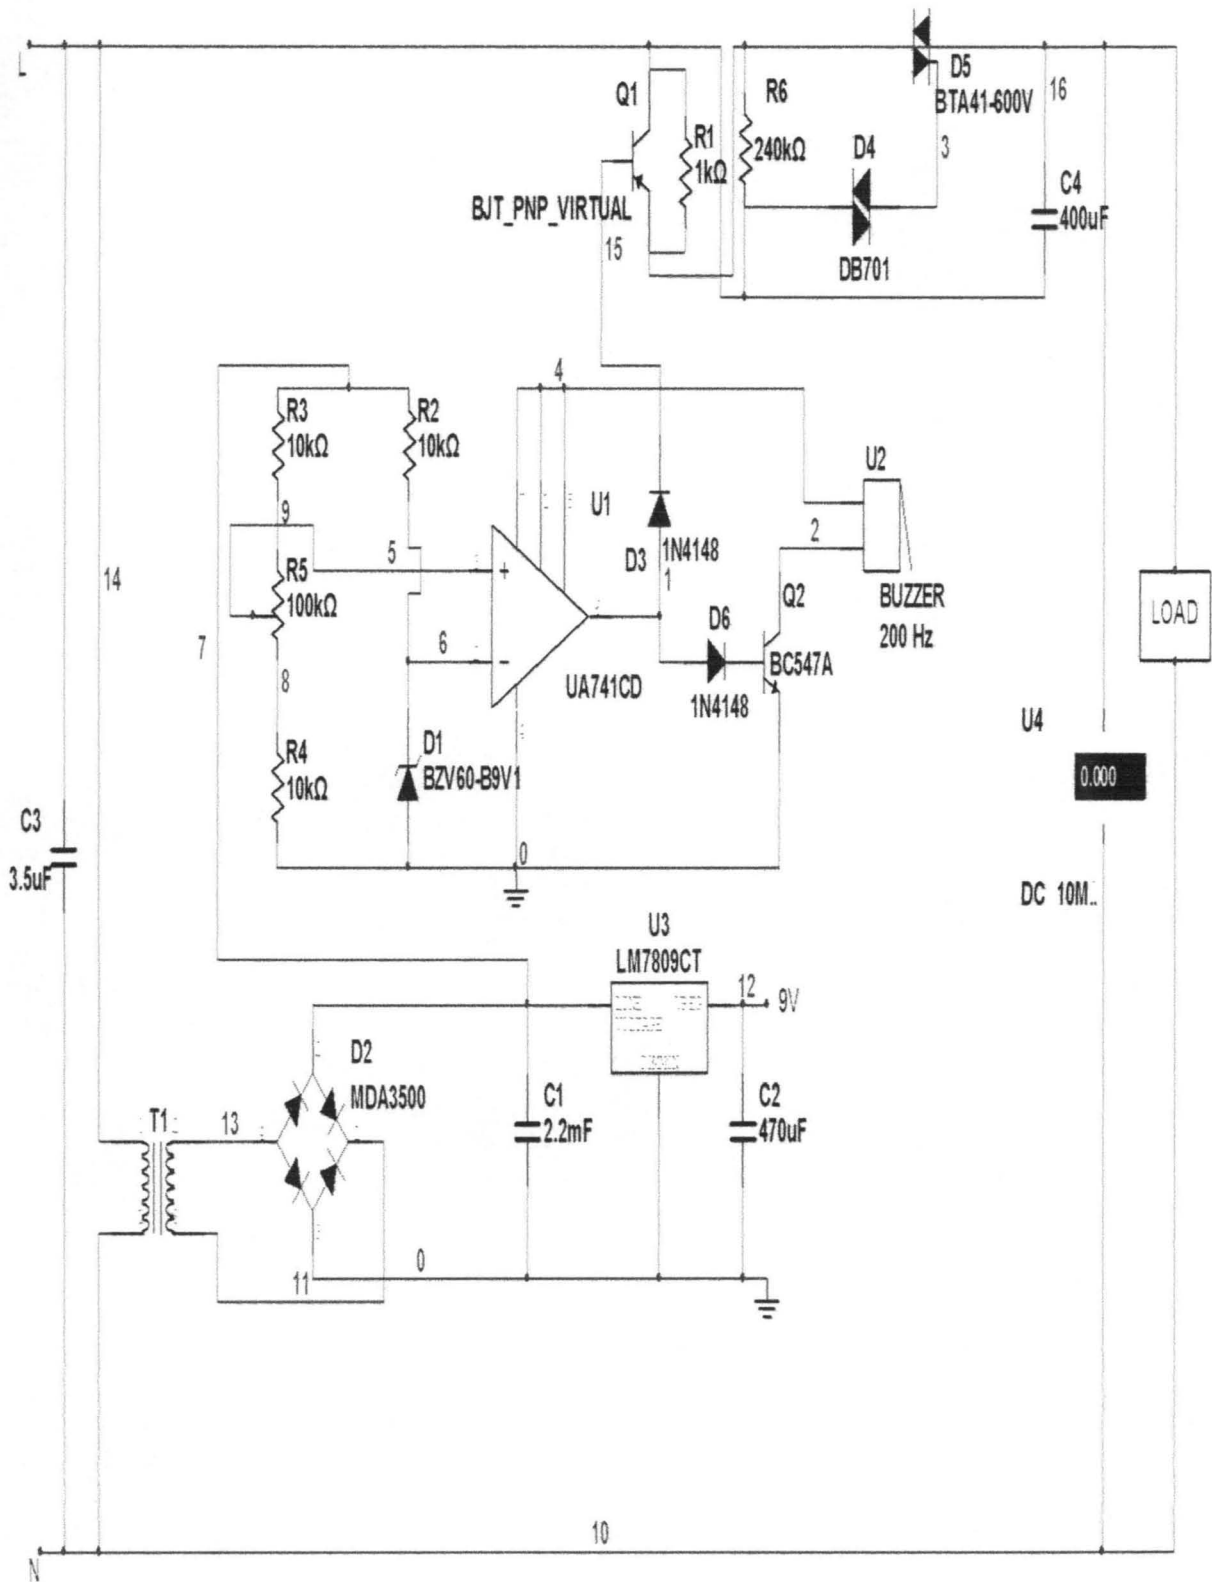 L
Q1
R1
1kΩ
R6
240kΩ
D5
BTA41-600V
16
3
D4
C4
400uF
BJT_PNP_VIRTUAL
15
DB701
4
R3
10kΩ
R2
10kΩ
U2
U1
9
5
2
D3
1N4148
1
14
R5
100kΩ
Q2
BUZZER
200 Hz
LOAD
7
6
D6
8
UA741CD
BC547A
1N4148
U4
D1
BZV60-B9V1
R4
10kΩ
0.000
C3
3.5uF
0
DC 10M..
U3
LM7809CT
12
9V
D2
MDA3500
C1
2.2mF
C2
470uF
T1
13
0
11
10
N